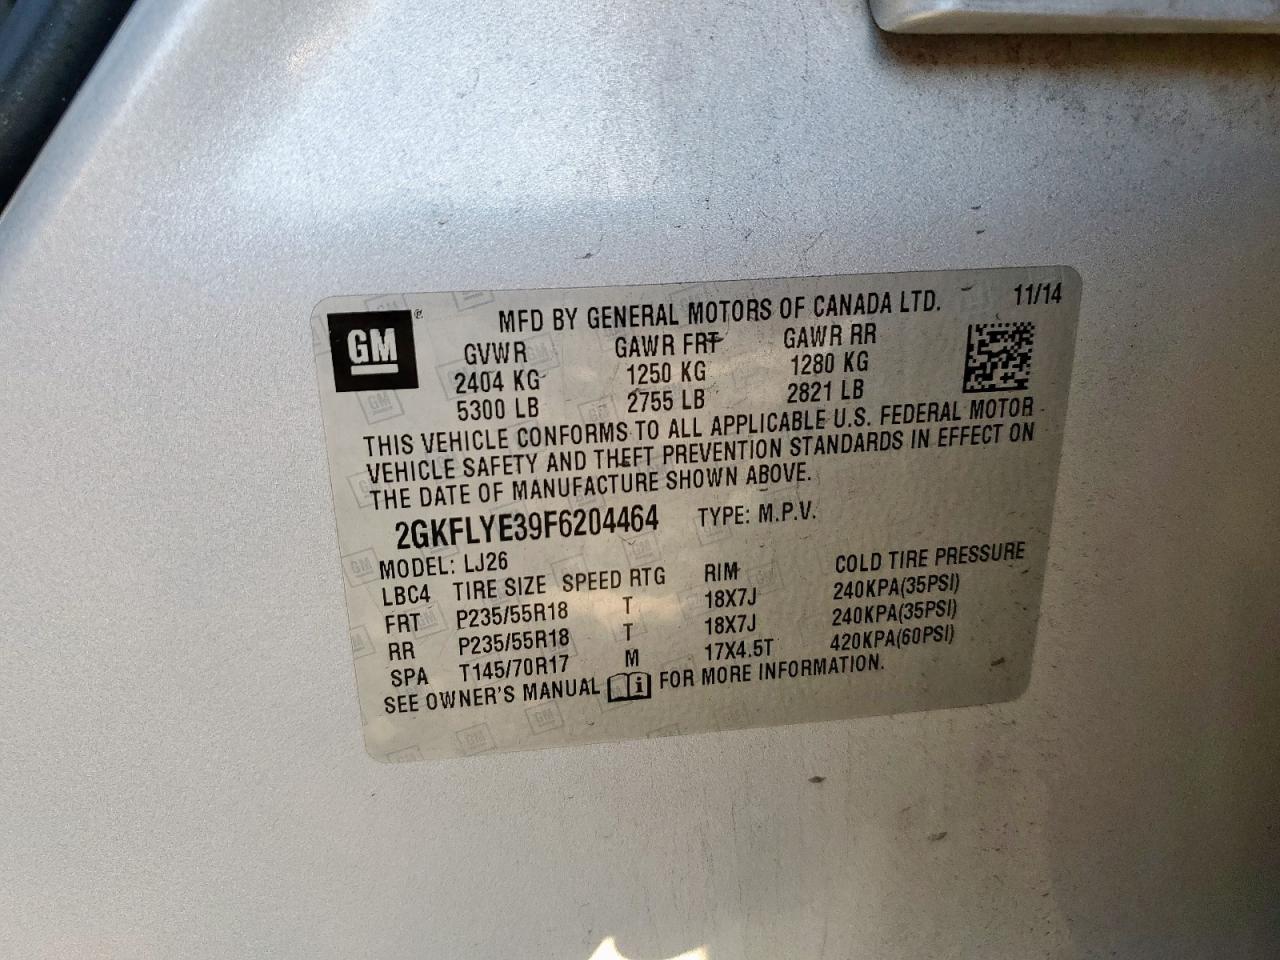 GM®
MFD BY GENERAL MOTORS OF CANADA LTD. 11/14
GVWR GAWR FRT GAWR RR
2404 KG 1250 KG 1280 KG
5300 LB 2755 LB 2821 LB
THIS VEHICLE CONFORMS TO ALL APPLICABLE U.S. FEDERAL MOTOR
VEHICLE SAFETY AND THEFT PREVENTION STANDARDS IN EFFECT ON
THE DATE OF MANUFACTURE SHOWN ABOVE.
2GKFLYE39F6204464 TYPE: M.P.V.
MODEL: LJ26
LBC4 TIRE SIZE SPEED RTG RIM COLD TIRE PRESSURE
FRT P235/55R18 T 18X7J 240KPA(35PSI)
RR P235/55R18 T 18X7J 240KPA(35PSI)
SPA T145/70R17 M 17X4.5T 420KPA(60PSI)
SEE OWNER'S MANUAL FOR MORE INFORMATION.